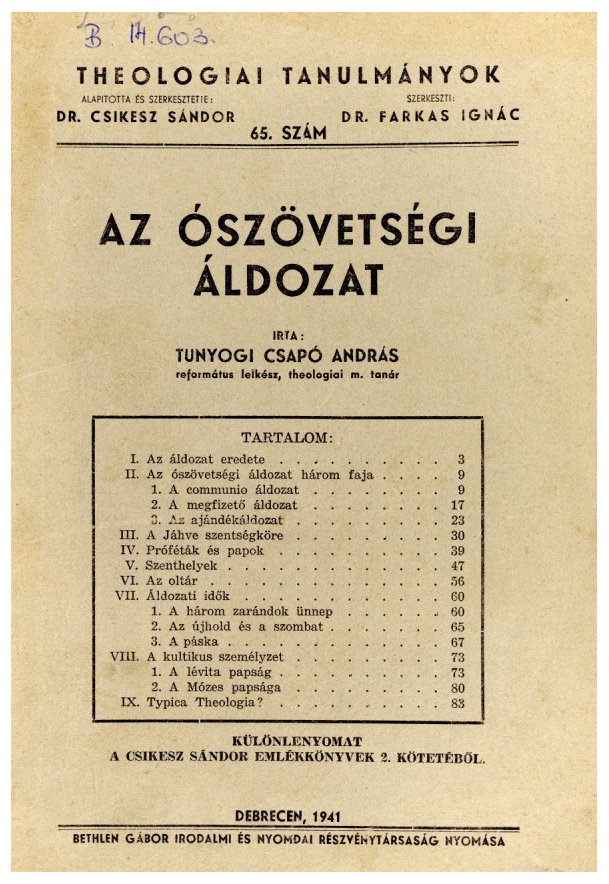 B. 14.603.
THEOLOGIAI TANULMÁNYOK
ALAPITOTTA ÉS SZERKESZTETTE:
DR. CSIKESZ SÁNDOR
SZERKESZTI:
DR. FARKAS IGNÁC
65. SZÁM
AZ ÓSZÖVETSÉGI
ÁLDOZAT
IRTA:
TUNYOGI CSAPÓ ANDRÁS
református lelkész, theologiai m. tanár
TARTALOM:
I. Az áldozat eredete . . . . . . . . . . 3
II. Az ószövetségi áldozat három faja . . . . 9
1. A communio áldozat . . . . . . . . 9
2. A megfizető áldozat . . . . . . . . 17
3. Az ajándékáldozat . . . . . . . . . 23
III. A Jáhve szentségköre . . . . . . . . . 30
IV. Próféták és papok . . . . . . . . . . 39
V. Szenthelyek . . . . . . . . . . . . . 47
VI. Az oltár . . . . . . . . . . . . . . 56
VII. Áldozati idők . . . . . . . . . . . . 60
1. A három zarándok ünnep . . . . . . 60
2. Az újhold és a szombat . . . . . . . 65
3. A páska . . . . . . . . . . . . . 67
VIII. A kultikus személyzet . . . . . . . . . 73
1. A lévita papság . . . . . . . . . . 73
2. A Mózes papsága . . . . . . . . . 80
IX. Typica Theologia? . . . . . . . . . . 83
KÜLÖNLENYOMAT
A CSIKESZ SÁNDOR EMLÉKKÖNYVEK 2. KÖTETÉBŐL.
DEBRECEN, 1941
BETHLEN GÁBOR IRODALMI ÉS NYOMDAI RÉSZVÉNYTÁRSASÁG NYOMÁSA